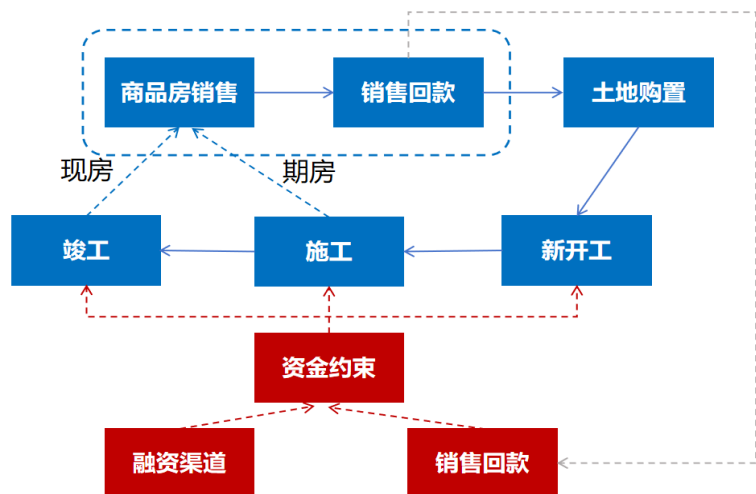 商品房销售
销售回款
土地购置
现房
期房
竣工
施工
新开工
资金约束
融资渠道
销售回款